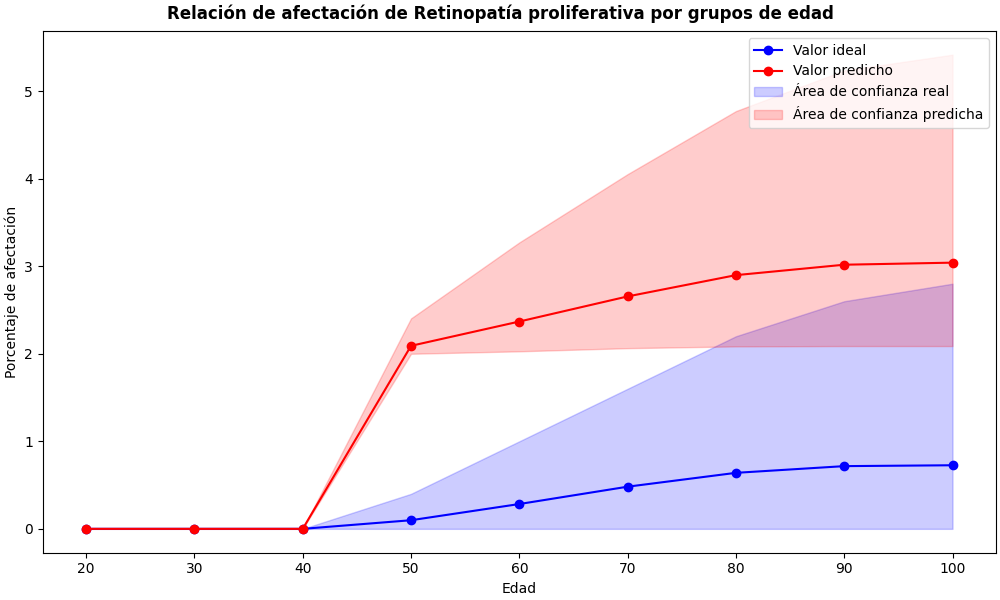 Relación de afectación de Retinopatía proliferativa por grupos de edad
Valor ideal
Valor predicho
Área de confianza real
Área de confianza predicha
Porcentaje de afectación
5
4
3
2
1
0
20 30 40 50 60 70 80 90 100
Edad